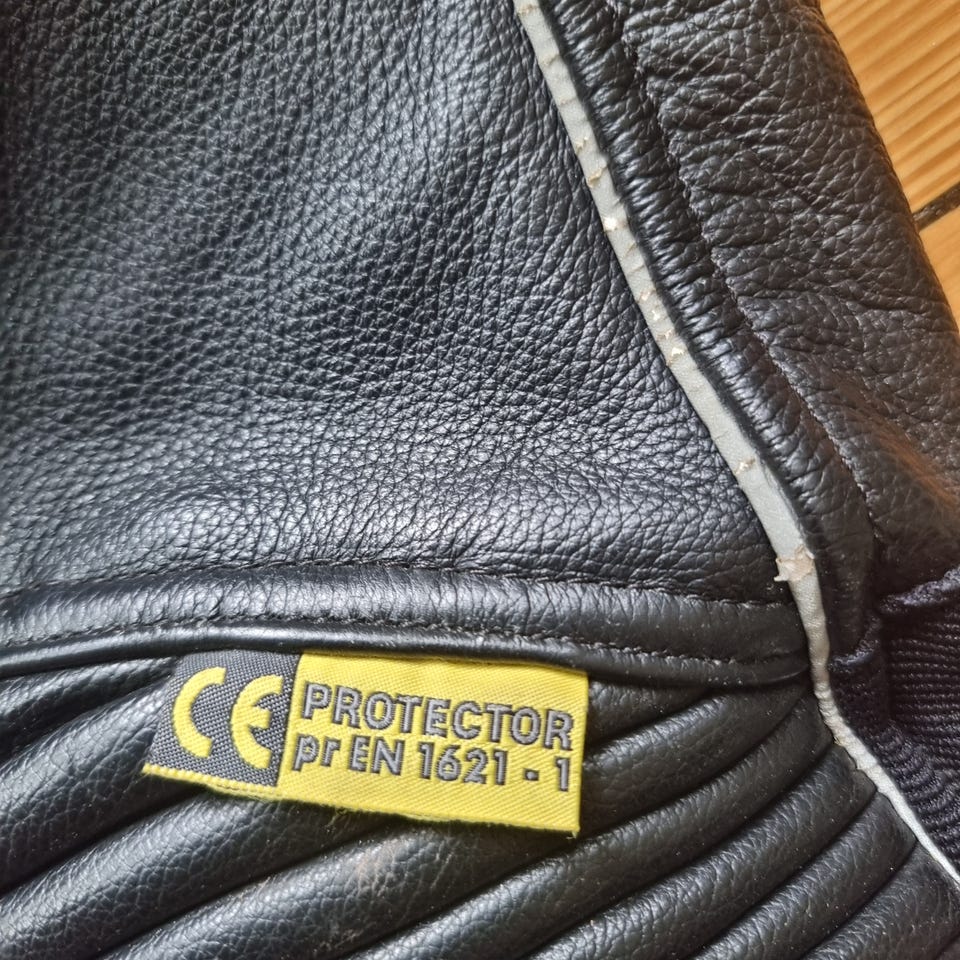 CE PROTECTOR
pr EN 1621 - 1